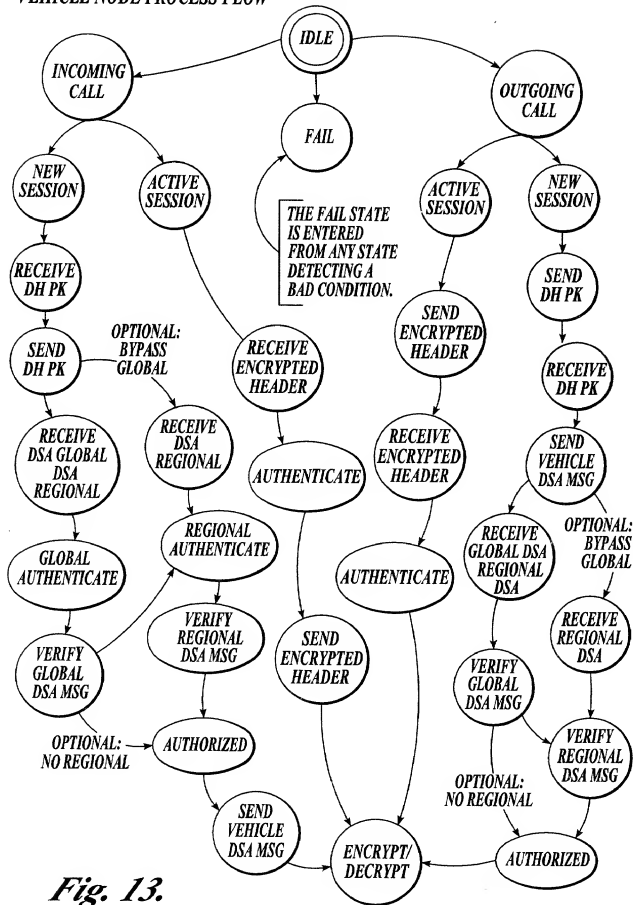 VEHICLE NODE PROCESS FLOW
IDLE
INCOMING
CALL
OUTGOING
CALL
FAIL
NEW
SESSION
ACTIVE
SESSION
ACTIVE
SESSION
NEW
SESSION
THE FAIL STATE
IS ENTERED
FROM ANY STATE
DETECTING A
BAD CONDITION.
RECEIVE
DH PK
SEND
DH PK
SEND
ENCRYPTED
HEADER
OPTIONAL:
BYPASS
GLOBAL
SEND
DH PK
RECEIVE
ENCRYPTED
HEADER
RECEIVE
DH PK
RECEIVE
DSA GLOBAL
DSA
REGIONAL
RECEIVE
DSA
REGIONAL
AUTHENTICATE
RECEIVE
ENCRYPTED
HEADER
SEND
VEHICLE
DSA MSG
OPTIONAL:
BYPASS
GLOBAL
GLOBAL
AUTHENTICATE
REGIONAL
AUTHENTICATE
AUTHENTICATE
RECEIVE
GLOBAL DSA
REGIONAL
DSA
VERIFY
GLOBAL
DSA MSG
VERIFY
REGIONAL
DSA MSG
SEND
ENCRYPTED
HEADER
RECEIVE
REGIONAL
DSA
VERIFY
GLOBAL
DSA MSG
OPTIONAL:
NO REGIONAL
AUTHORIZED
VERIFY
REGIONAL
DSA MSG
OPTIONAL:
NO REGIONAL
SEND
VEHICLE
DSA MSG
ENCRYPT/
DECRYPT
AUTHORIZED
Fig. 13.